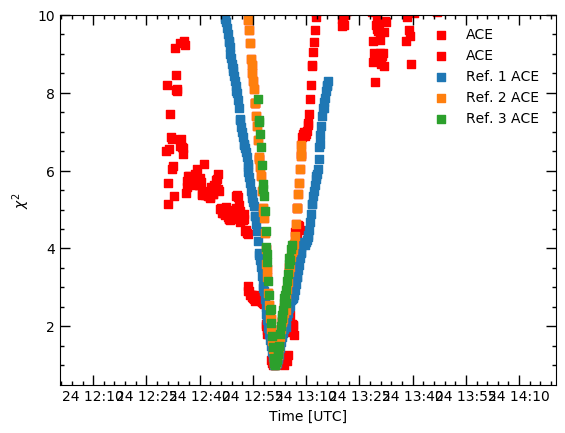 10
8
6
4
2
χ²
ACE
ACE
Ref. 1 ACE
Ref. 2 ACE
Ref. 3 ACE
24 12:10 24 12:25 24 12:40 24 12:55 24 13:10 24 13:25 24 13:40 24 13:55 24 14:10
Time [UTC]